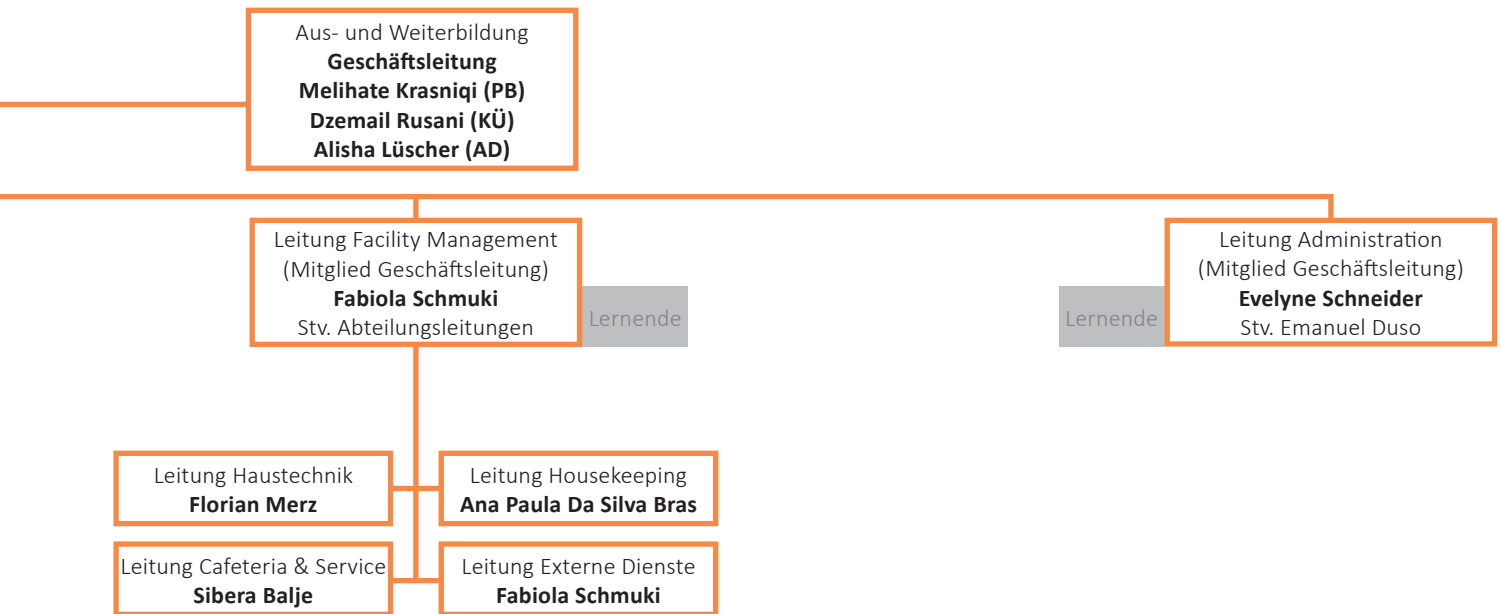 Aus- und Weiterbildung
Geschäftsleitung
Melihate Krasniqi (PB)
Dzemail Rusani (KÜ)
Alisha Lüscher (AD)
Leitung Facility Management
(Mitglied Geschäftsleitung)
Fabiola Schmuki
Stv. Abteilungsleitungen
Lernende
Lernende
Leitung Administration
(Mitglied Geschäftsleitung)
Evelyne Schneider
Stv. Emanuel Duso
Leitung Haustechnik
Florian Merz
Leitung Housekeeping
Ana Paula Da Silva Bras
Leitung Cafeteria & Service
Sibera Balje
Leitung Externe Dienste
Fabiola Schmuki